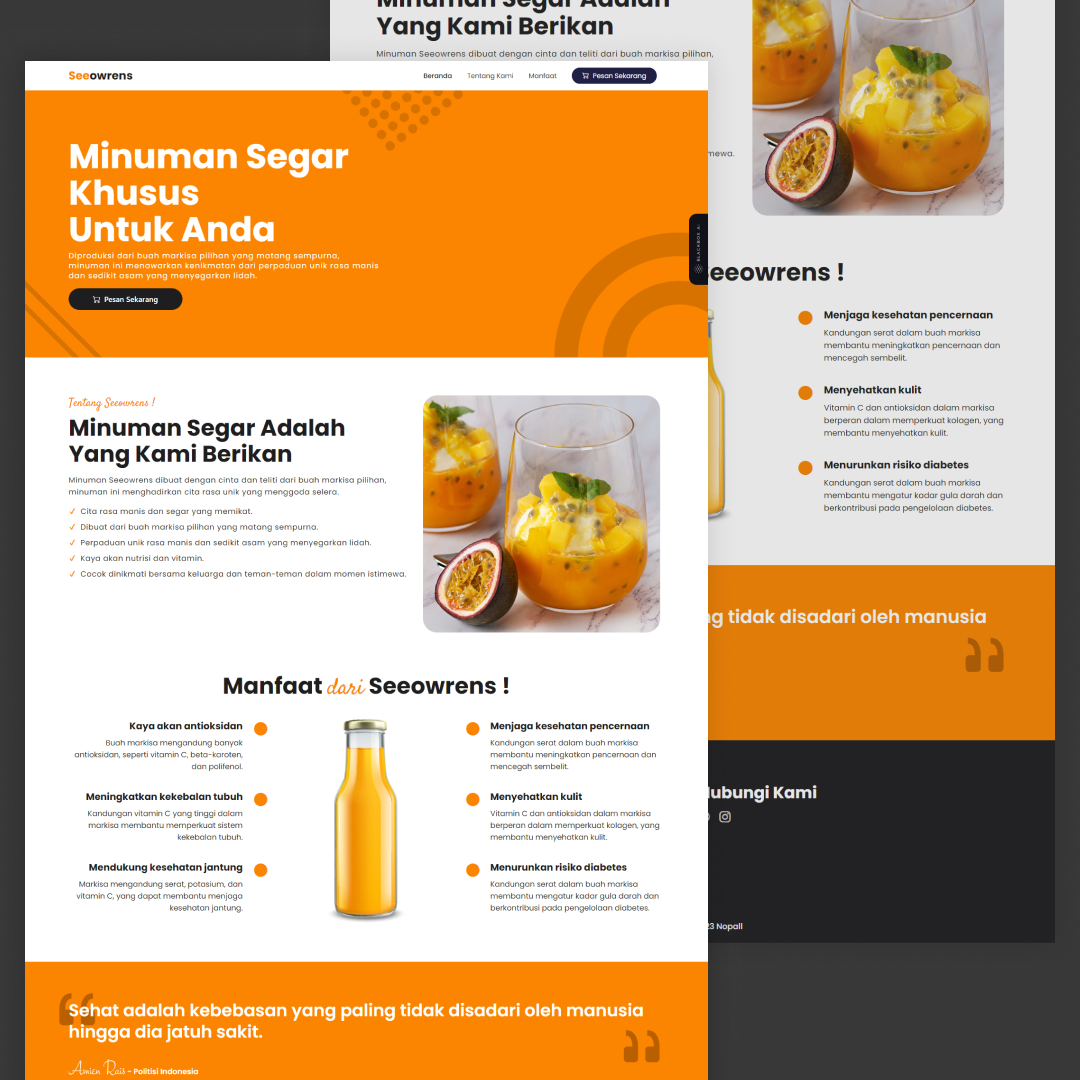 Seeowrens
Beranda
Tentang Kami
Manfaat
Pesan Sekarang
Minuman Segar
Khusus
Untuk Anda
Diproduksi dari buah markisa pilihan yang matang sempurna,
minuman ini menawarkan kenikmatan dari perpaduan unik rasa manis
dan sedikit asam yang menyegarkan lidah.
Pesan Sekarang
BLACKBOX A
Tentang Seeowrens !
Minuman Segar Adalah
Yang Kami Berikan
Minuman Seeowrens dibuat dengan cinta dan teliti dari buah markisa pilihan,
minuman ini menghadirkan cita rasa unik yang menggoda selera.
✓ Cita rasa manis dan segar yang memikat.
✓ Dibuat dari buah markisa pilihan yang matang sempurna.
✓ Perpaduan unik rasa manis dan sedikit asam yang menyegarkan lidah.
✓ Kaya akan nutrisi dan vitamin.
✓ Cocok dinikmati bersama keluarga dan teman-teman dalam momen istimewa.
Manfaat dari Seeowrens !
Kaya akan antioksidan
Buah markisa mengandung banyak
antioksidan, seperti vitamin C, beta-karoten,
dan polifenol.
Meningkatkan kekebalan tubuh
Kandungan vitamin C yang tinggi dalam
markisa membantu memperkuat sistem
kekebalan tubuh.
Mendukung kesehatan jantung
Markisa mengandung serat, potasium, dan
vitamin C, yang dapat membantu menjaga
kesehatan jantung.
Menjaga kesehatan pencernaan
Kandungan serat dalam buah markisa
membantu meningkatkan pencernaan dan
mencegah sembelit.
Menyehatkan kulit
Vitamin C dan antioksidan dalam markisa
berperan dalam memperkuat kolagen, yang
membantu menyehatkan kulit.
Menurunkan risiko diabetes
Kandungan serat dalam buah markisa
membantu mengatur kadar gula darah dan
berkontribusi pada pengelolaan diabetes.
Sehat adalah kebebasan yang paling tidak disadari oleh manusia
hingga dia jatuh sakit.
Amien Rais - Politisi Indonesia
Minuman Segar Adalah
Yang Kami Berikan
Minuman Seeowrens dibuat dengan cinta dan teliti dari buah markisa pilihan,
mewa.
eeowrens !
Menjaga kesehatan pencernaan
Kandungan serat dalam buah markisa
membantu meningkatkan pencernaan dan
mencegah sembelit.
Menyehatkan kulit
Vitamin C dan antioksidan dalam markisa
berperan dalam memperkuat kolagen, yang
membantu menyehatkan kulit.
Menurunkan risiko diabetes
Kandungan serat dalam buah markisa
membantu mengatur kadar gula darah dan
berkontribusi pada pengelolaan diabetes.
ng tidak disadari oleh manusia
ubungi Kami
23 Nopall